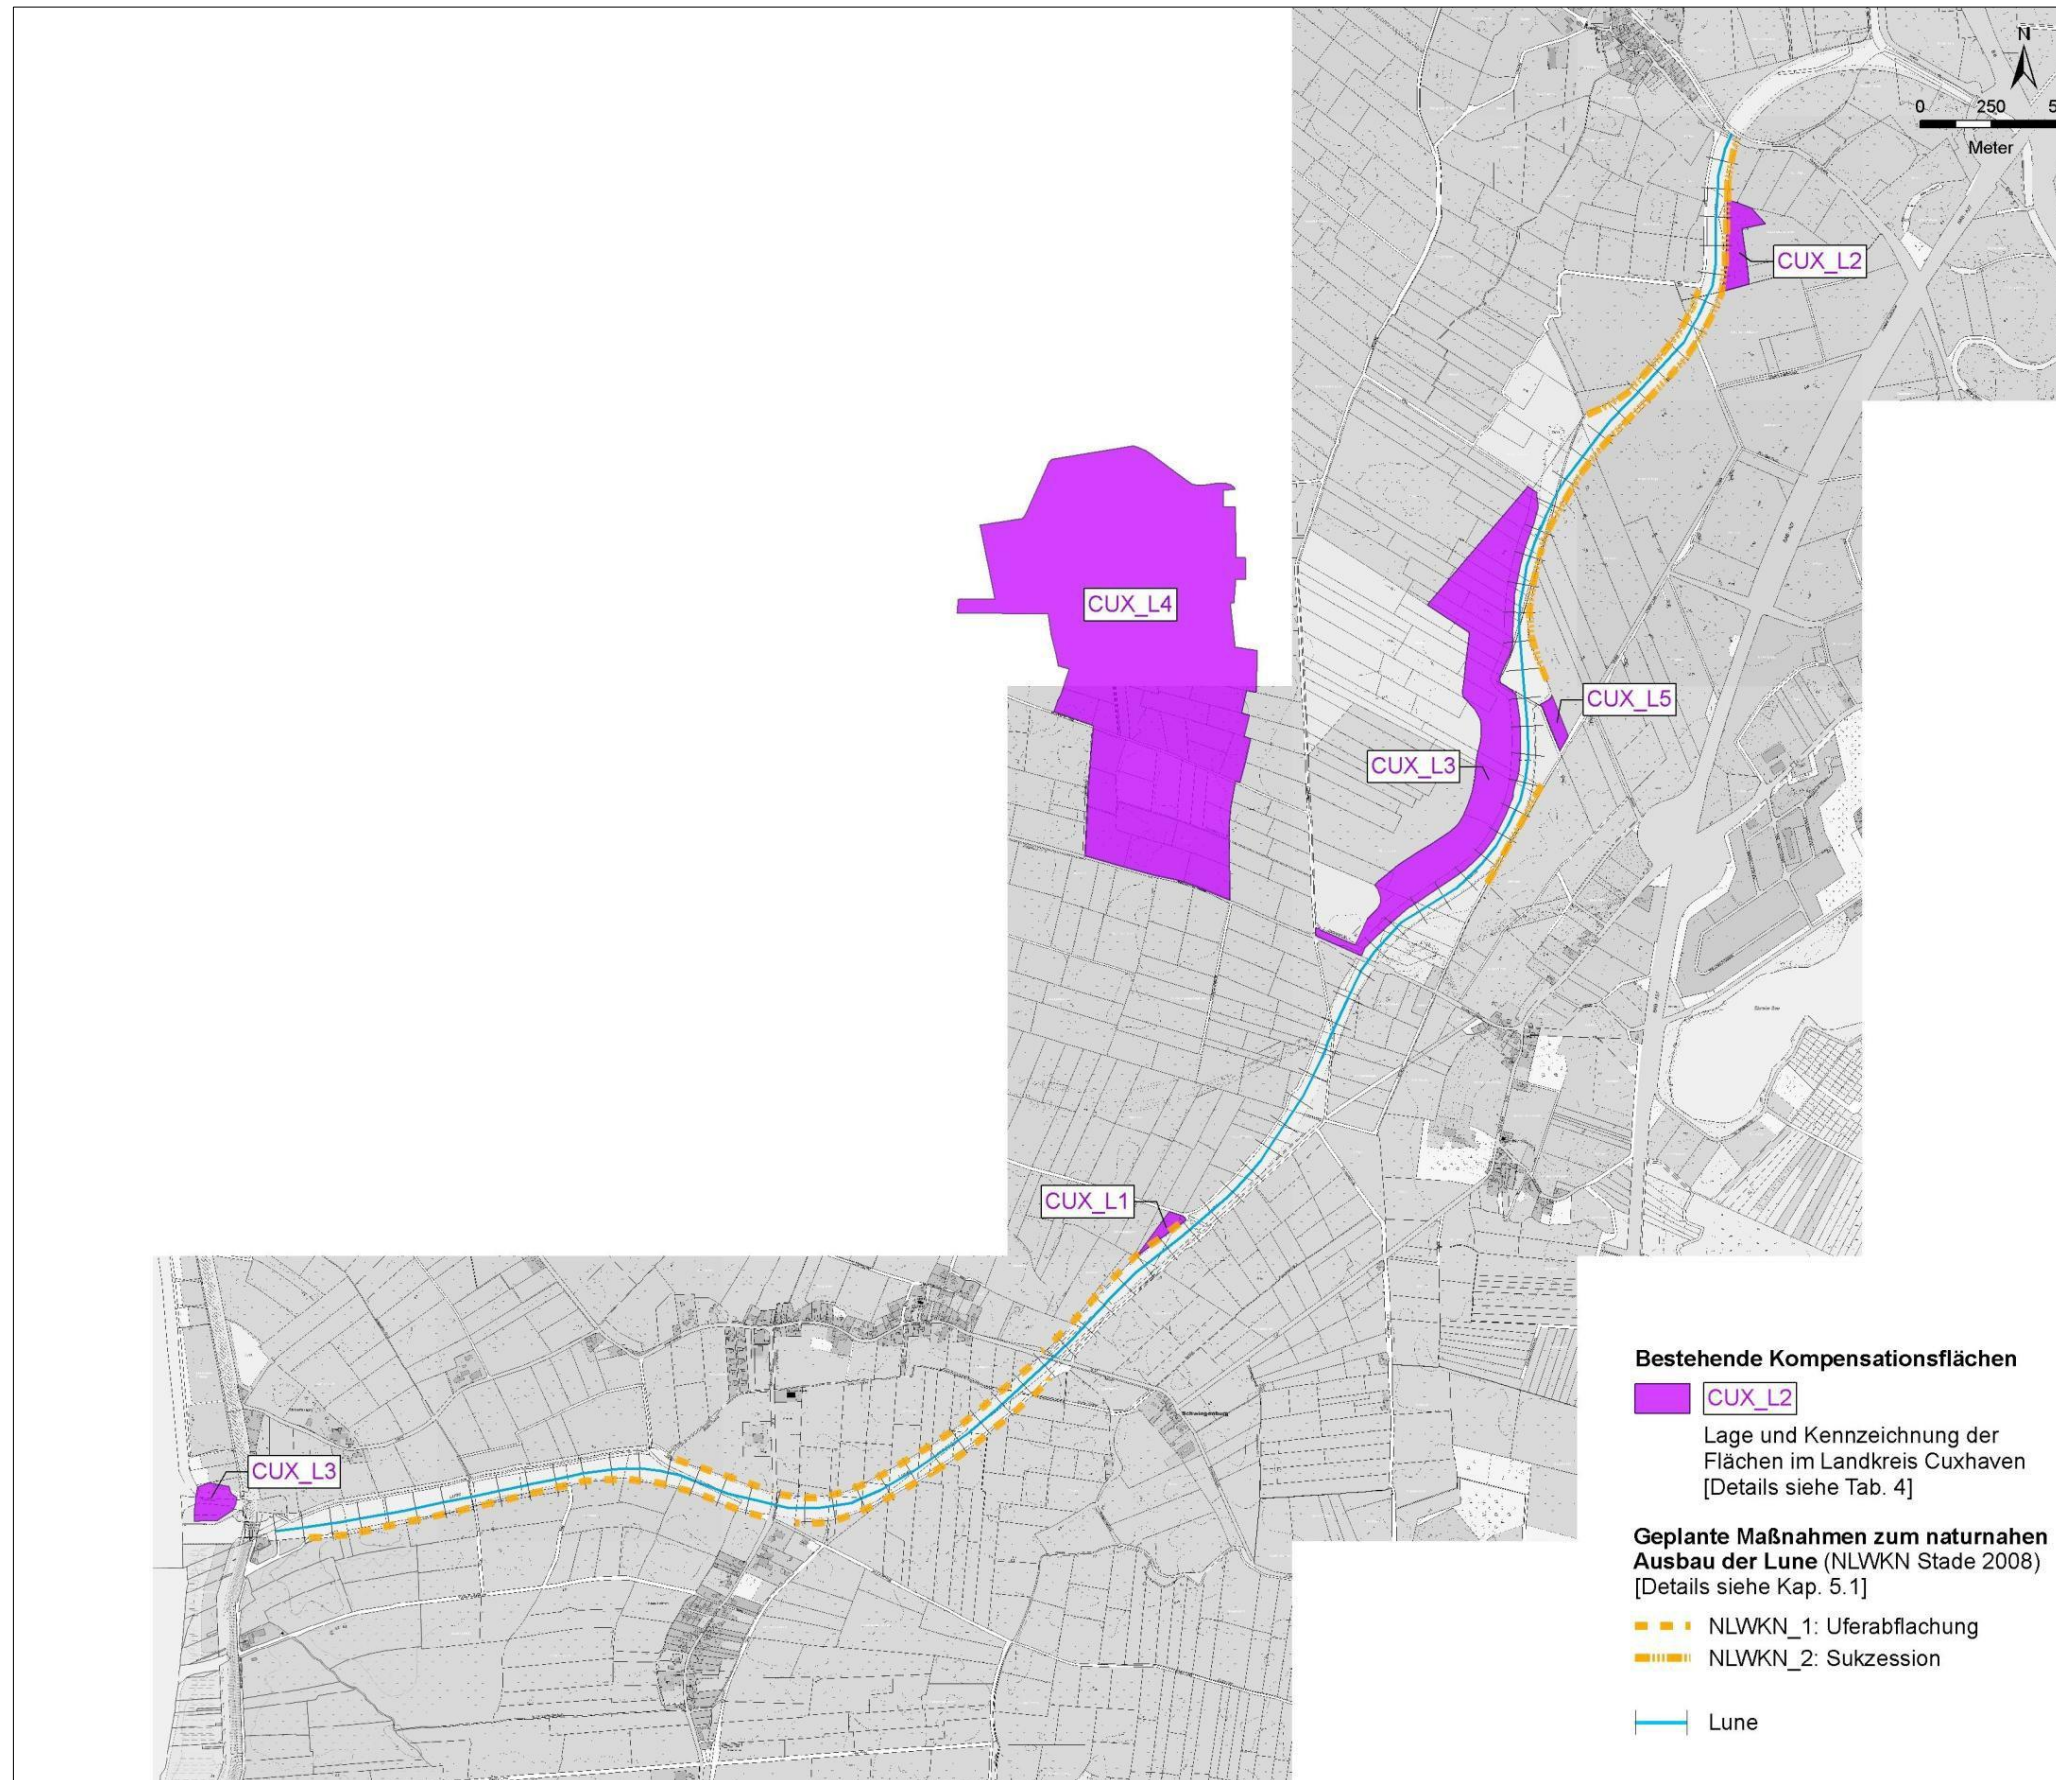 N
0 250 5
Meter
CUX_L2
CUX_L4
CUX_L5
CUX_L3
CUX_L1
CUX_L3
Bestehende Kompensationsflächen
CUX_L2
Lage und Kennzeichnung der
Flächen im Landkreis Cuxhaven
[Details siehe Tab. 4]
Geplante Maßnahmen zum naturnahen
Ausbau der Lune (NLWKN Stade 2008)
[Details siehe Kap. 5.1]
NLWKN_1: Uferabflachung
NLWKN_2: Sukzession
Lune